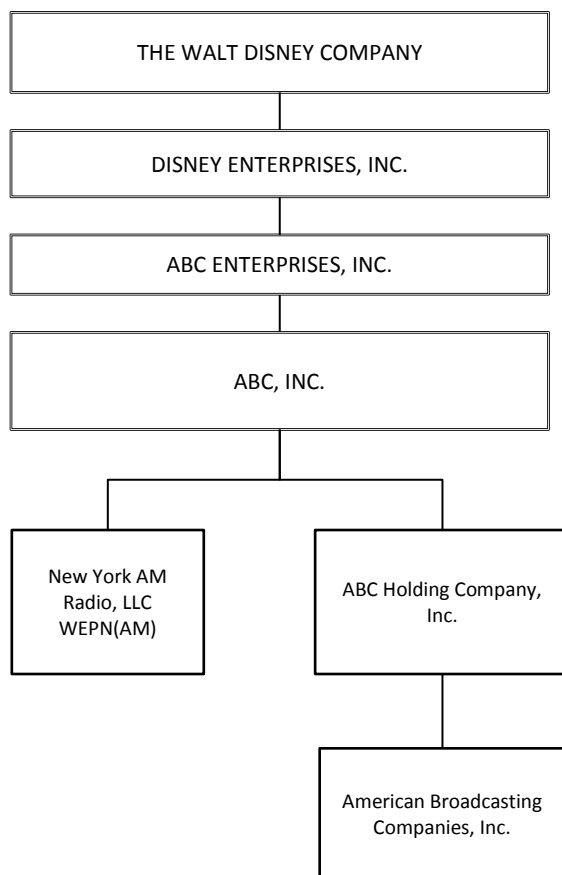 THE WALT DISNEY COMPANY
DISNEY ENTERPRISES, INC.
ABC ENTERPRISES, INC.
ABC, INC.
New York AM
Radio, LLC
WEPN(AM)
ABC Holding Company,
Inc.
American Broadcasting
Companies, Inc.